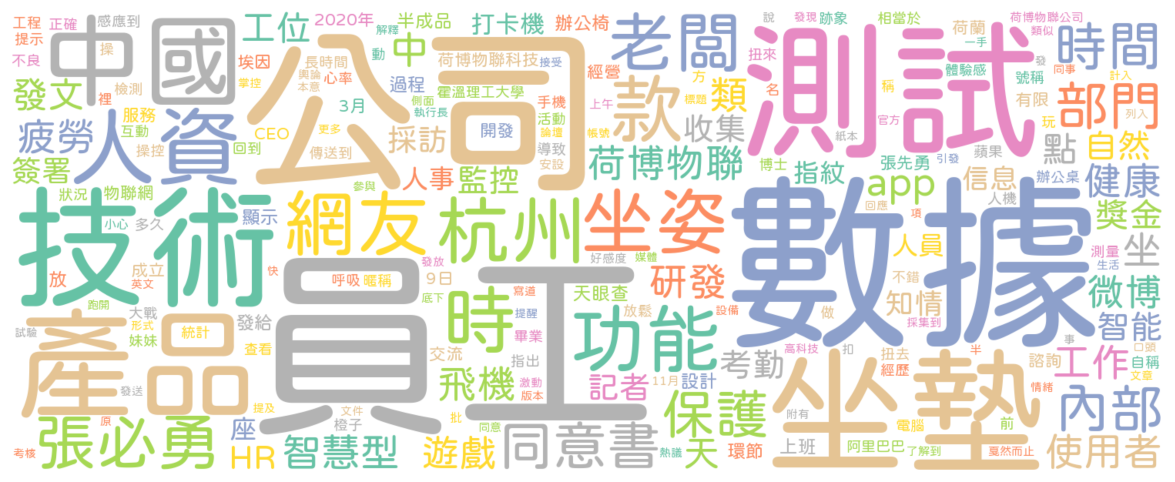 工程
提示
不良
中國
感應到
操
檢測
掌控
工位
埃因
裡
服務
互動
操控
回到
CEO
發文
疲勞
簽署
人資
公司
2020年
解釋
動
長時間
輿論
本意
心率
3月
更多
傳送到
參與
半成品
中
過程
採訪
人事
打卡機
荷博物聯科技
接受
霍溫理工大學
側面
執行長
手機
活動
論壇
帳號
開發
導致
安設
監控
辦公椅
經營
上午
標題
方
荷博物聯
老闆
款
類
收集
紙本
扭來
名
說
發現
跡象
相當於
測試
稱
官方
博士
回應
指紋
張先勇
引發
app
荷蘭
一手
體驗感
荷博物聯公司
類似
發
同事
號稱
有限
玩
蘋果
信息
人機
項
時間
計入
列入
部門
點
自然
辦公桌
健康
獎金
測量
生活
坐
微博
智能
狀況
物聯網
小心
多久
顯示
技術
網友
杭州
坐姿
數據
人員
不錯
知情
採集到
做
放
成立
英文
快
跑開
呼吸
暱稱
發放
9日
底下
好感度
媒體
研發
天眼查
寫道
提醒
畢業
放鬆
設備
功能
試驗
大戰
形式
妹妹
統計
發給
查看
產品
發送
員工
時
交流
指出
飛機
激動
版本
記者
11月
設計
考勤
高科技
扣
扭去
經歷
半
諮詢
工作
事
口頭
自稱
文章
情緒
張必勇
原
提及
考核
座
HR
文件
橙子
智慧型
批
同意
遊戲
同意書
熱議
保護
天
環節
附有
上班
坐墊
電腦
阿里巴巴
了解到
前
戛然而止
內部
使用者